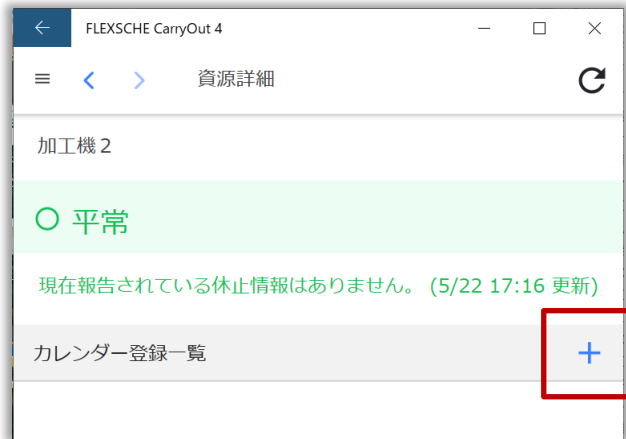 FLEXSCHE CarryOut 4
資源詳細
加工機2
平常
現在報告されている休止情報はありません。 (5/22 17:16 更新)
カレンダー登録一覧